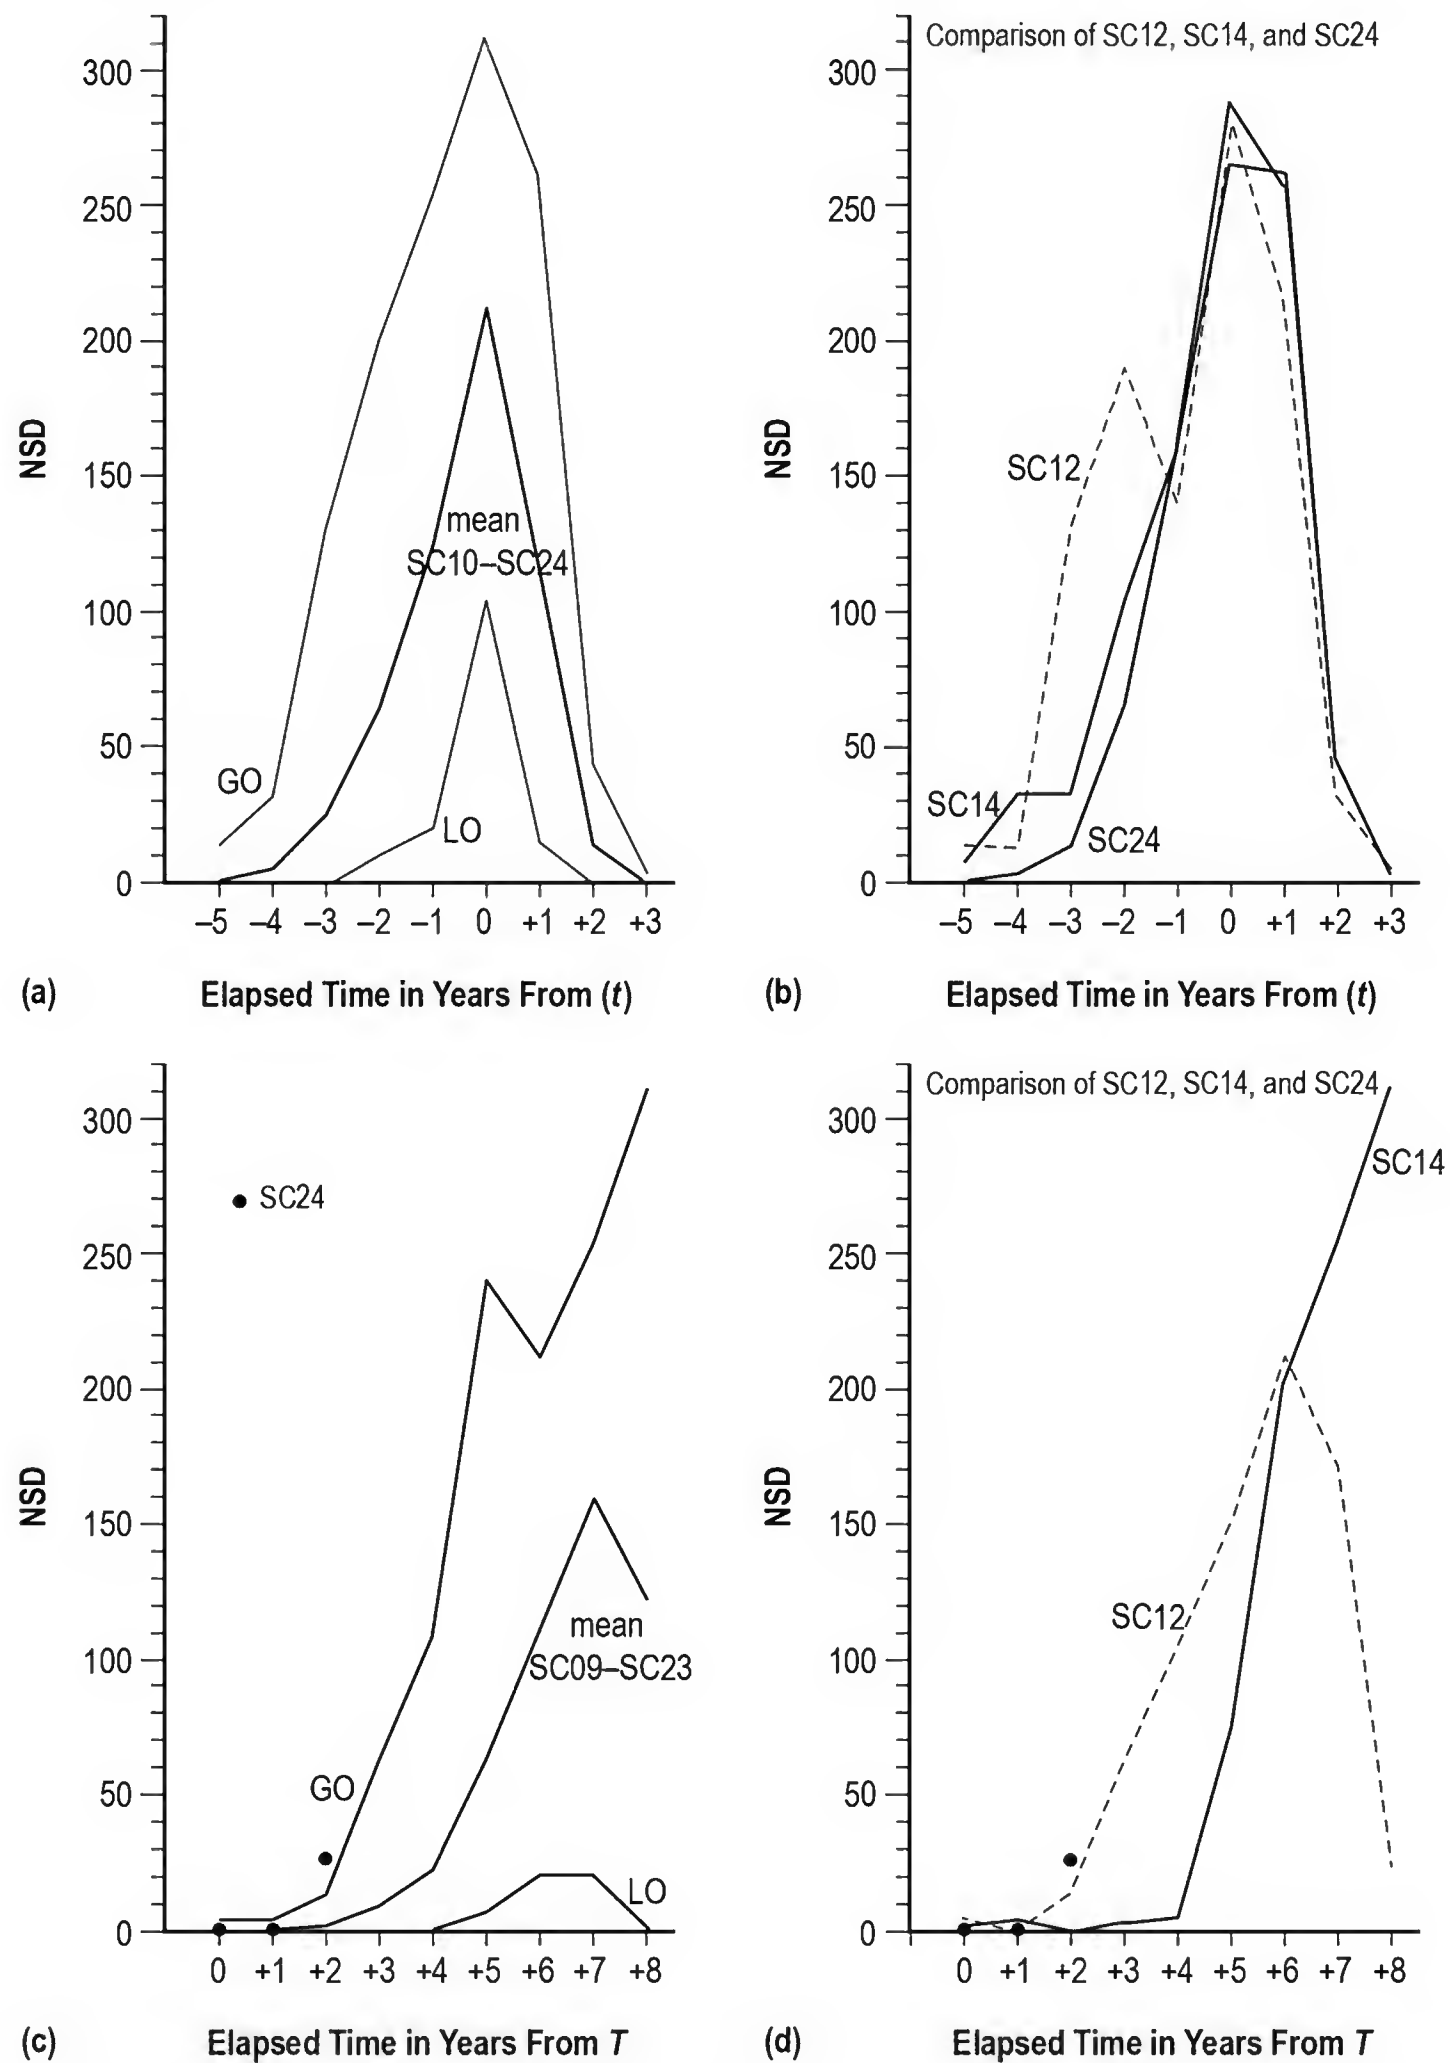 300
250
200
150
100
50
0
NSD
mean
SC10–SC24
GO
LO
–5 –4 –3 –2 –1 0 +1 +2 +3
(a) Elapsed Time in Years From (t)
Comparison of SC12, SC14, and SC24
300
250
200
150
100
50
0
NSD
SC12
SC14
SC24
–5 –4 –3 –2 –1 0 +1 +2 +3
(b) Elapsed Time in Years From (t)
300
250
200
150
100
50
0
NSD
SC24
mean
SC09–SC23
GO
LO
0 +1 +2 +3 +4 +5 +6 +7 +8
(c) Elapsed Time in Years From T
Comparison of SC12, SC14, and SC24
300
250
200
150
100
50
0
NSD
SC14
SC12
0 +1 +2 +3 +4 +5 +6 +7 +8
(d) Elapsed Time in Years From T